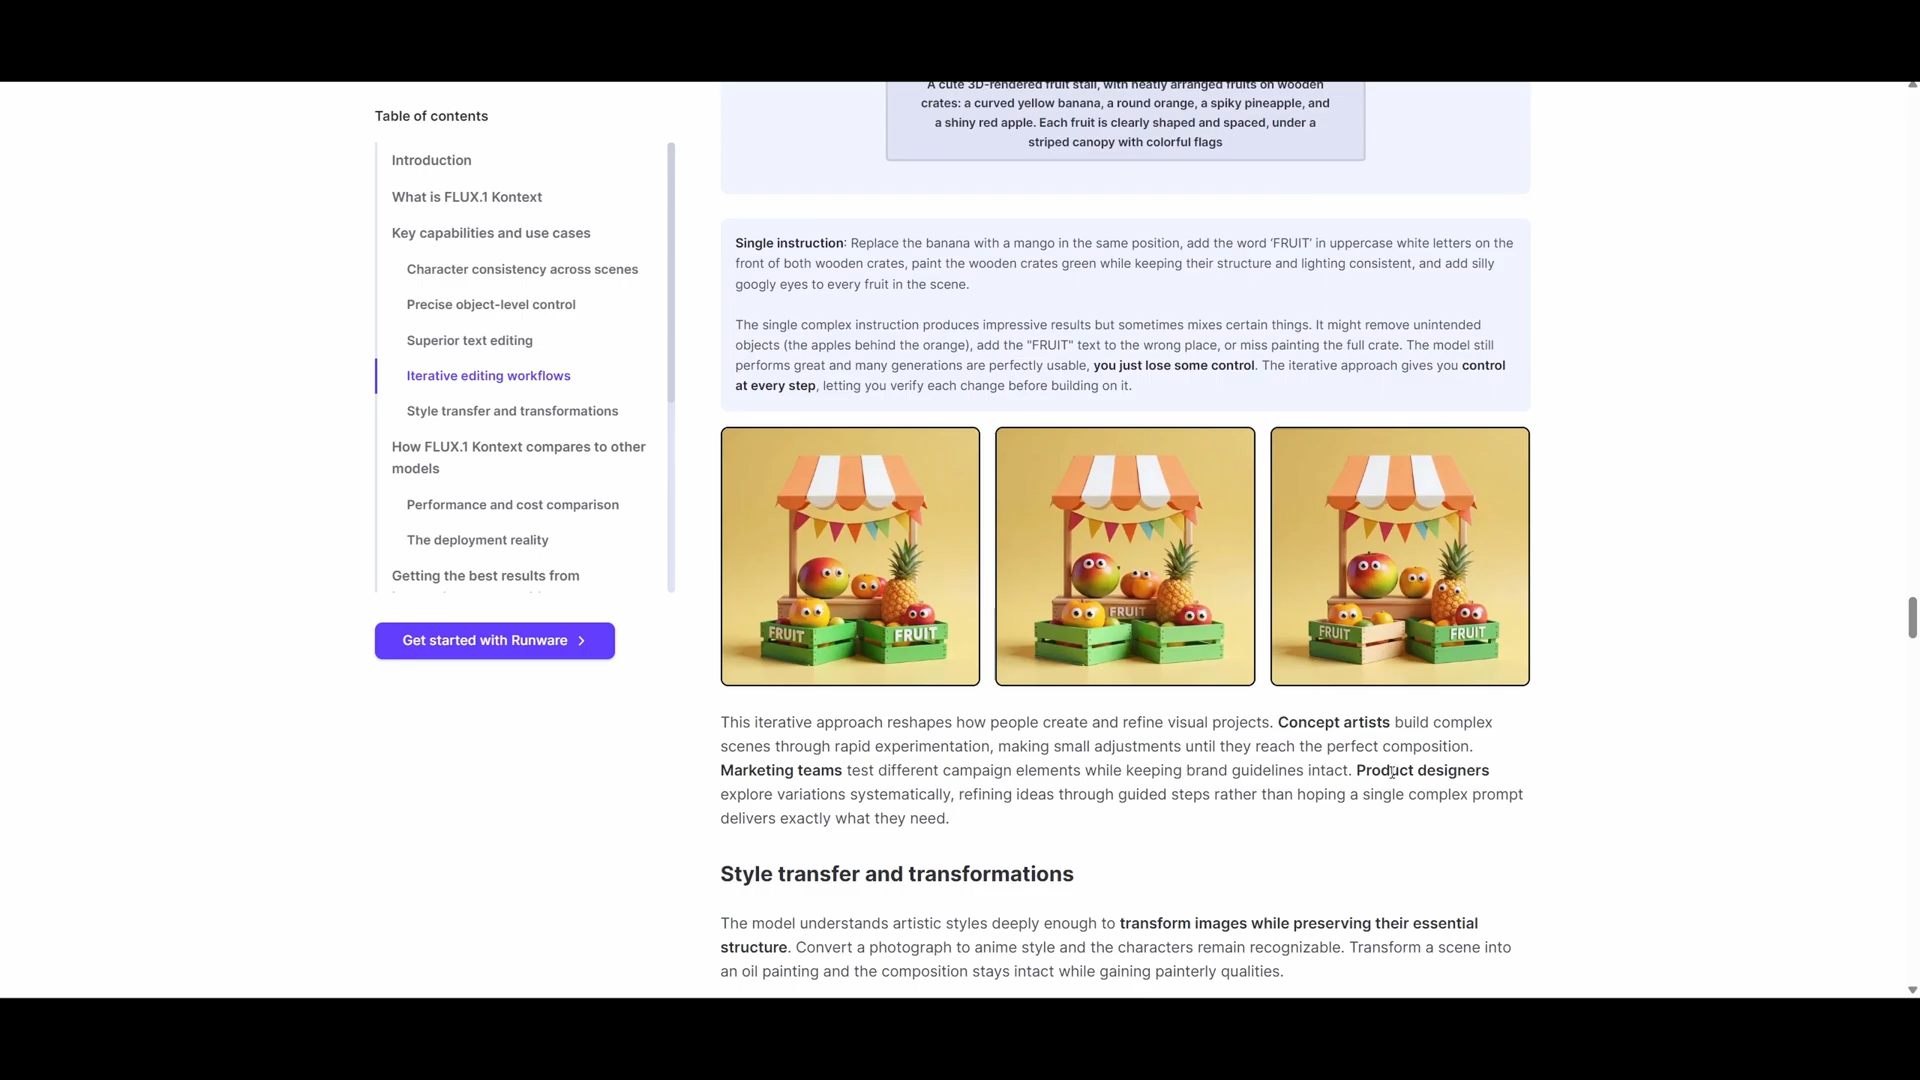 Table of contents
Introduction
What is FLUX.1 Kontext
Key capabilities and use cases
Character consistency across scenes
Precise object-level control
Superior text editing
Iterative editing workflows
Style transfer and transformations
How FLUX.1 Kontext compares to other
models
Performance and cost comparison
The deployment reality
Getting the best results from
Get started with Runware
A cute 3D-rendered fruit stall, with neatly arranged fruits on wooden
crates: a curved yellow banana, a round orange, a spiky pineapple, and
a shiny red apple. Each fruit is clearly shaped and spaced, under a
striped canopy with colorful flags
Single instruction: Replace the banana with a mango in the same position, add the word ‘FRUIT’ in uppercase white letters on the
front of both wooden crates, paint the wooden crates green while keeping their structure and lighting consistent, and add silly
googly eyes to every fruit in the scene.
The single complex instruction produces impressive results but sometimes mixes certain things. It might remove unintended
objects (the apples behind the orange), add the "FRUIT" text to the wrong place, or miss painting the full crate. The model still
performs great and many generations are perfectly usable, you just lose some control. The iterative approach gives you control
at every step, letting you verify each change before building on it.
FRUIT FRUIT
FRUIT
FRUIT FRUIT
This iterative approach reshapes how people create and refine visual projects. Concept artists build complex
scenes through rapid experimentation, making small adjustments until they reach the perfect composition.
Marketing teams test different campaign elements while keeping brand guidelines intact. Product designers
explore variations systematically, refining ideas through guided steps rather than hoping a single complex prompt
delivers exactly what they need.
Style transfer and transformations
The model understands artistic styles deeply enough to transform images while preserving their essential
structure. Convert a photograph to anime style and the characters remain recognizable. Transform a scene into
an oil painting and the composition stays intact while gaining painterly qualities.